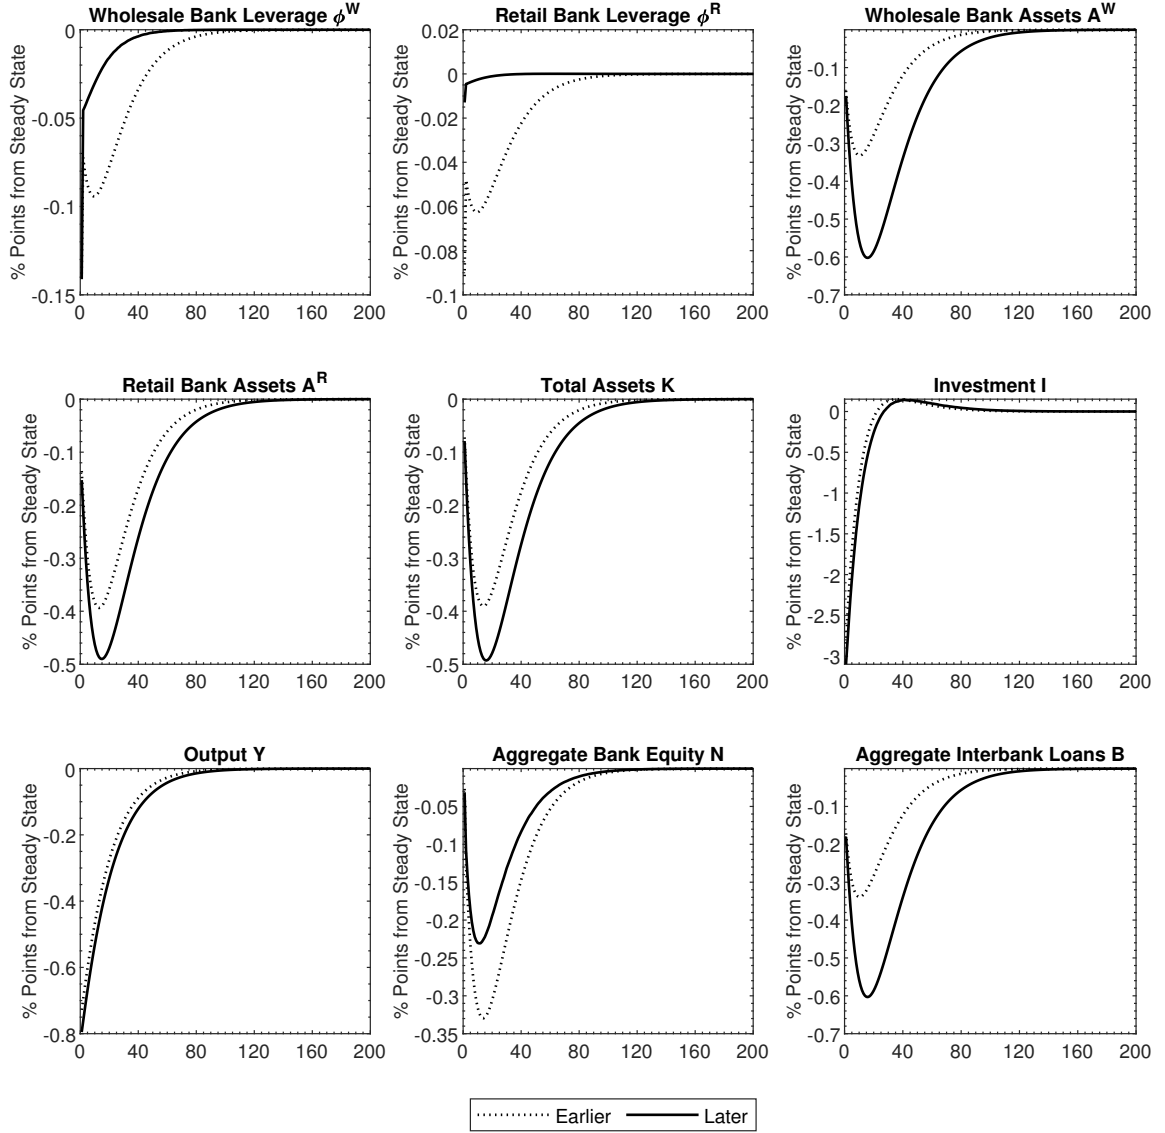 Wholesale Bank Leverage ϕ^W
% Points from Steady State
0
-0.05
-0.1
-0.15
0 40 80 120 160 200
Retail Bank Leverage ϕ^R
% Points from Steady State
0.02
0
-0.02
-0.04
-0.06
-0.08
-0.1
0 40 80 120 160 200
Wholesale Bank Assets A^W
% Points from Steady State
-0.1
-0.2
-0.3
-0.4
-0.5
-0.6
-0.7
0 40 80 120 160 200
Retail Bank Assets A^R
% Points from Steady State
0
-0.1
-0.2
-0.3
-0.4
-0.5
0 40 80 120 160 200
Total Assets K
% Points from Steady State
0
-0.1
-0.2
-0.3
-0.4
-0.5
0 40 80 120 160 200
Investment I
% Points from Steady State
0
-0.5
-1
-1.5
-2
-2.5
-3
0 40 80 120 160 200
Output Y
% Points from Steady State
0
-0.2
-0.4
-0.6
-0.8
0 40 80 120 160 200
Aggregate Bank Equity N
% Points from Steady State
-0.05
-0.1
-0.15
-0.2
-0.25
-0.3
-0.35
0 40 80 120 160 200
Aggregate Interbank Loans B
% Points from Steady State
-0.1
-0.2
-0.3
-0.4
-0.5
-0.6
-0.7
0 40 80 120 160 200
Earlier Later